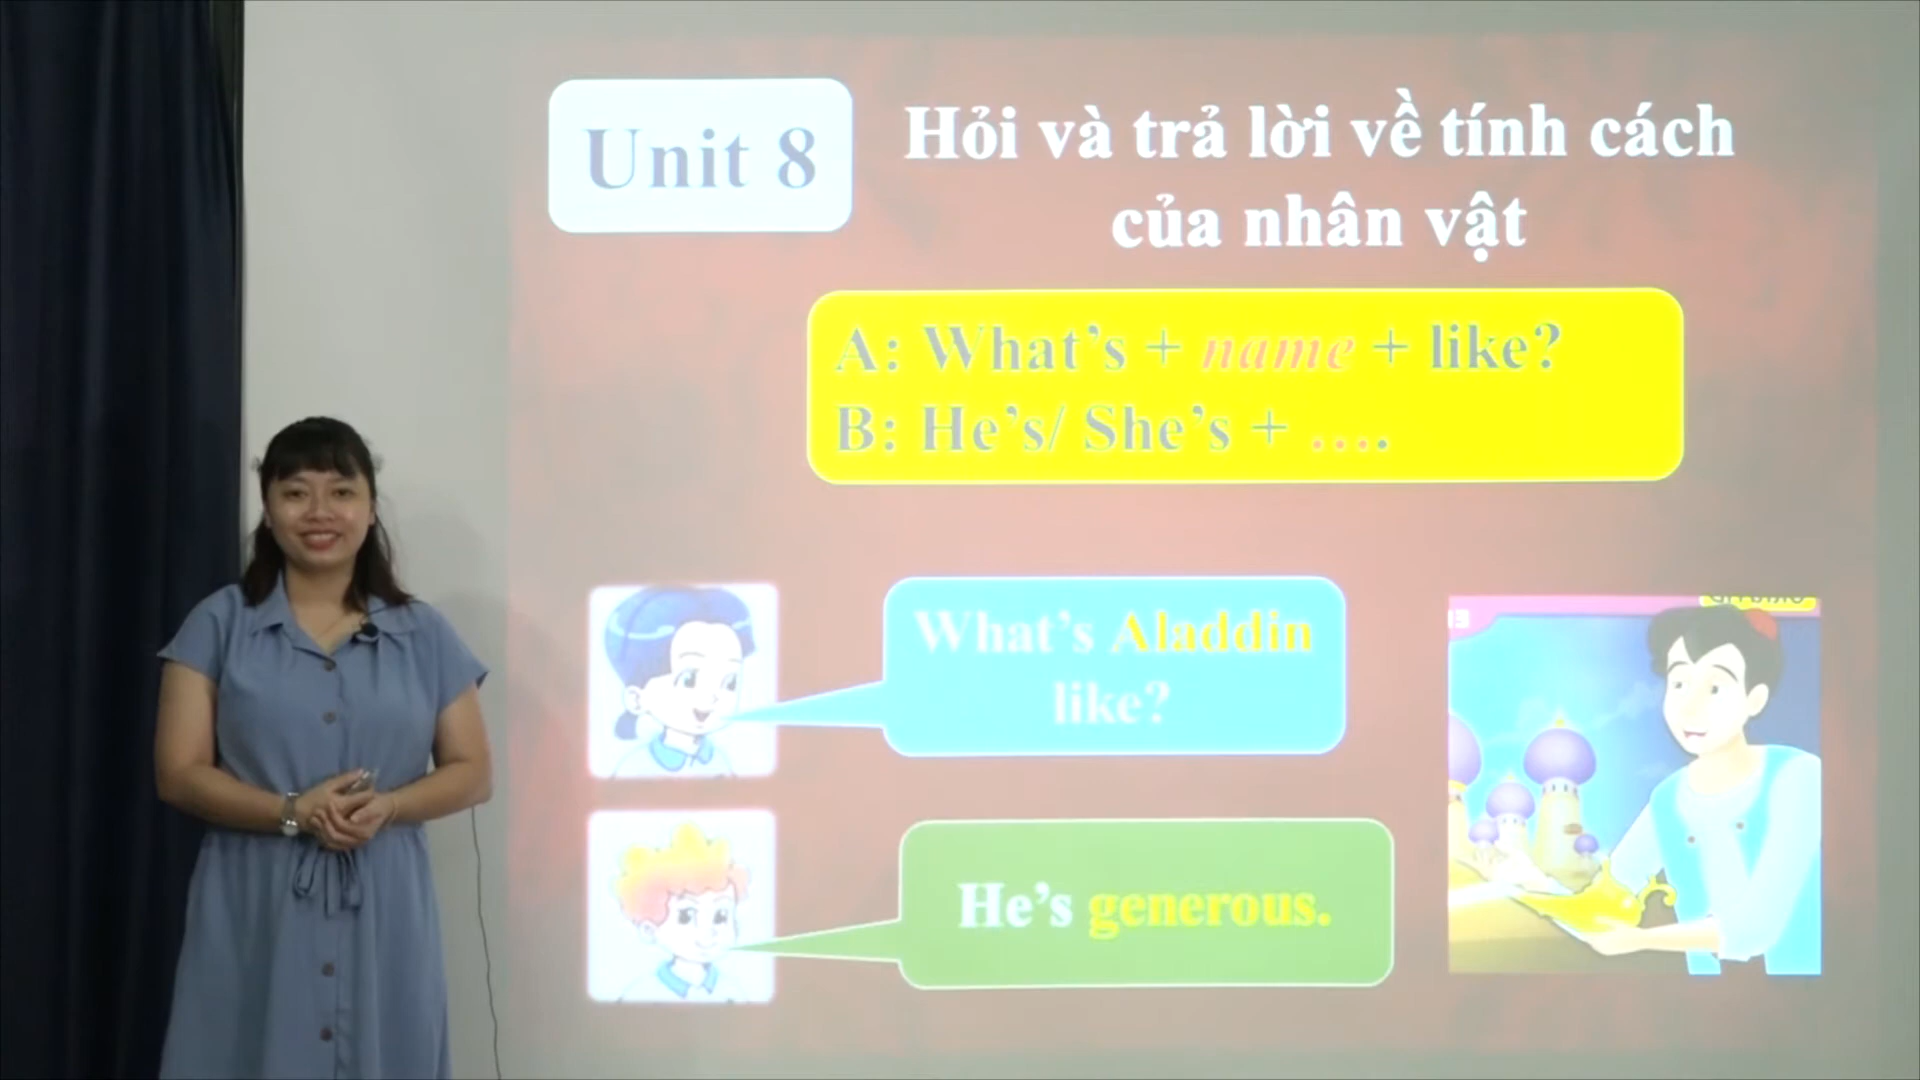 Unit 8
Hỏi và trả lời về tính cách
của nhân vật
A: What's + name + like?
B: He's/ She's + ....
What's Aladdin
like?
He's generous.